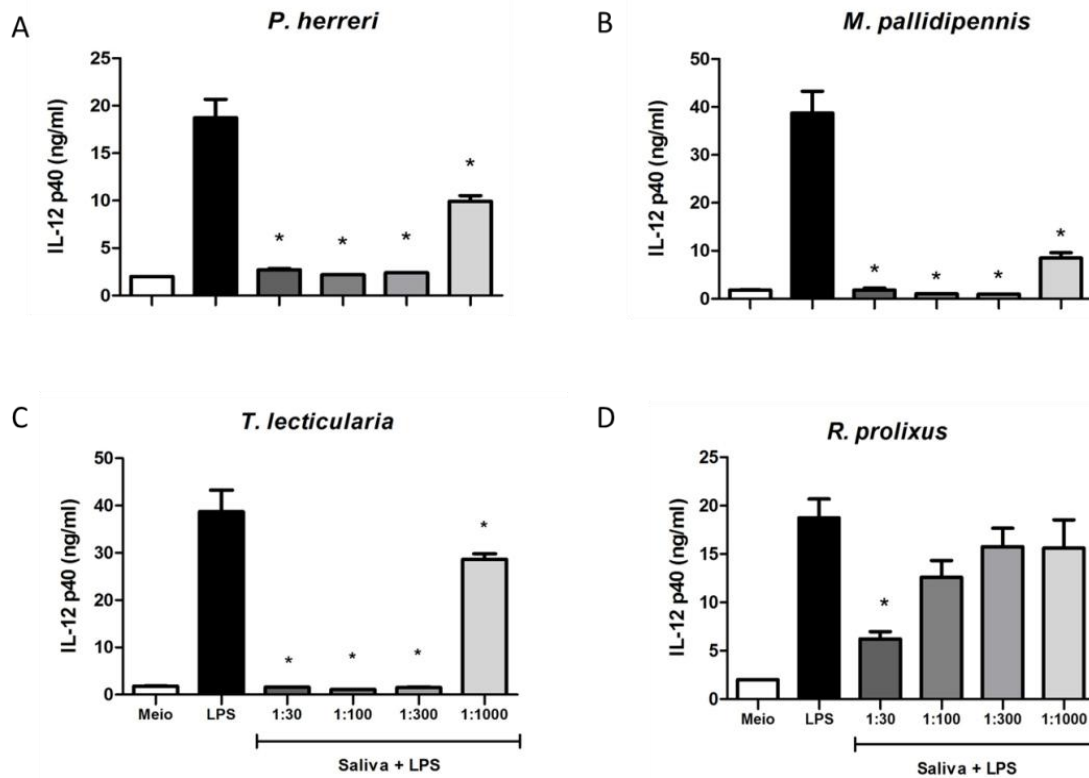 A
P. herreri
IL-12 p40 (ng/ml)
25
20
15
10
5
0
*
*
*
*
B
M. pallidipennis
IL-12 p40 (ng/ml)
50
40
30
20
10
0
*
*
*
*
C
T. lecticularia
IL-12 p40 (ng/ml)
50
40
30
20
10
0
*
*
*
*
Meio LPS 1:30 1:100 1:300 1:1000
Saliva + LPS
D
R. prolixus
IL-12 p40 (ng/ml)
25
20
15
10
5
0
*
Meio LPS 1:30 1:100 1:300 1:1000
Saliva + LPS